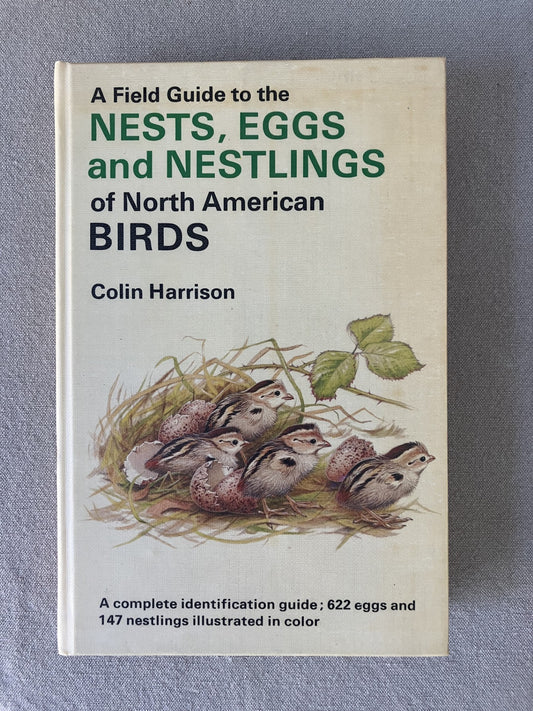 A Field Guide to the
NESTS, EGGS
and NESTLINGS
of North American
BIRDS
Colin Harrison
A complete identification guide; 622 eggs and
147 nestlings illustrated in color